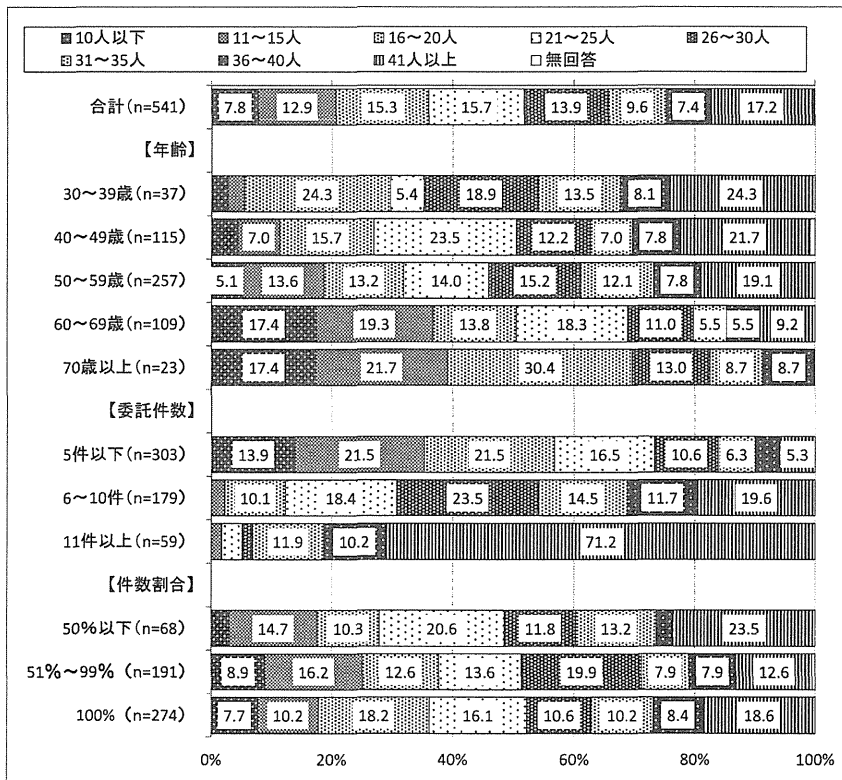 10人以下 11～15人 16～20人 21～25人 26～30人
31～35人 36～40人 41人以上 無回答
合計(n=541) 7.8 12.9 15.3 15.7 13.9 9.6 7.4 17.2
【年齢】
30～39歳(n=37) 24.3 5.4 18.9 13.5 8.1 24.3
40～49歳(n=115) 7.0 15.7 23.5 12.2 7.0 7.8 21.7
50～59歳(n=257) 5.1 13.6 13.2 14.0 15.2 12.1 7.8 19.1
60～69歳(n=109) 17.4 19.3 13.8 18.3 11.0 5.5 5.5 9.2
70歳以上(n=23) 17.4 21.7 30.4 13.0 8.7 8.7
【委託件数】
5件以下(n=303) 13.9 21.5 21.5 16.5 10.6 6.3 5.3
6～10件(n=179) 10.1 18.4 23.5 14.5 11.7 19.6
11件以上(n=59) 11.9 10.2 71.2
【件数割合】
50%以下(n=68) 14.7 10.3 20.6 11.8 13.2 23.5
51%～99% (n=191) 8.9 16.2 12.6 13.6 19.9 7.9 7.9 12.6
100% (n=274) 7.7 10.2 18.2 16.1 10.6 10.2 8.4 18.6
0% 20% 40% 60% 80% 100%